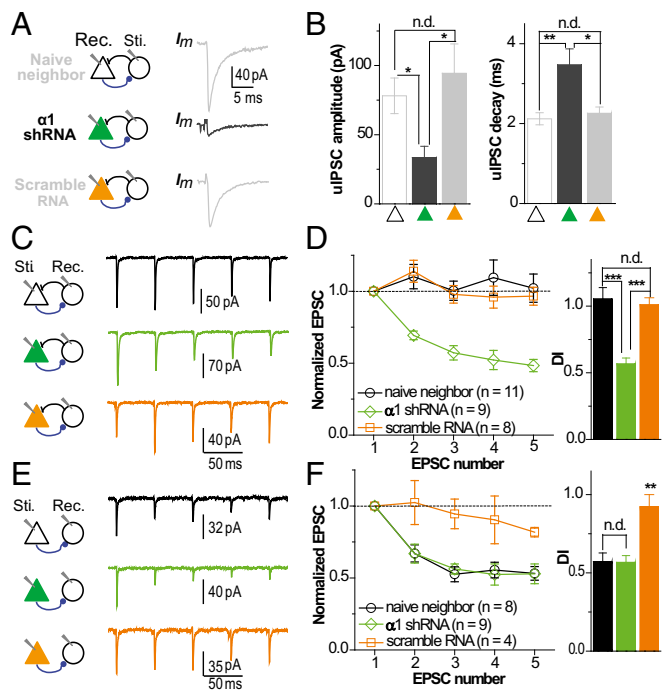 A
Rec. Sti.
Naive neighbor
Im
40 pA
5 ms
α1 shRNA
Im
Scramble RNA
Im
B
n.d.
*
*
uIPSC amplitude (pA)
100
50
0
n.d.
**
*
uIPSC decay (ms)
4
2
0
C
Sti. Rec.
50 pA
70 pA
40 pA
50 ms
D
Normalized EPSC
1.0
0.5
0.0
naive neighbor (n = 11)
α1 shRNA (n = 9)
scramble RNA (n = 8)
1 2 3 4 5
EPSC number
n.d.
***
***
DI
1.0
0.5
0.0
E
Sti. Rec.
32 pA
40 pA
35 pA
50 ms
F
Normalized EPSC
1.0
0.5
0.0
naive neighbor (n = 8)
α1 shRNA (n = 9)
scramble RNA (n = 4)
1 2 3 4 5
EPSC number
**
n.d.
DI
1.0
0.5
0.0